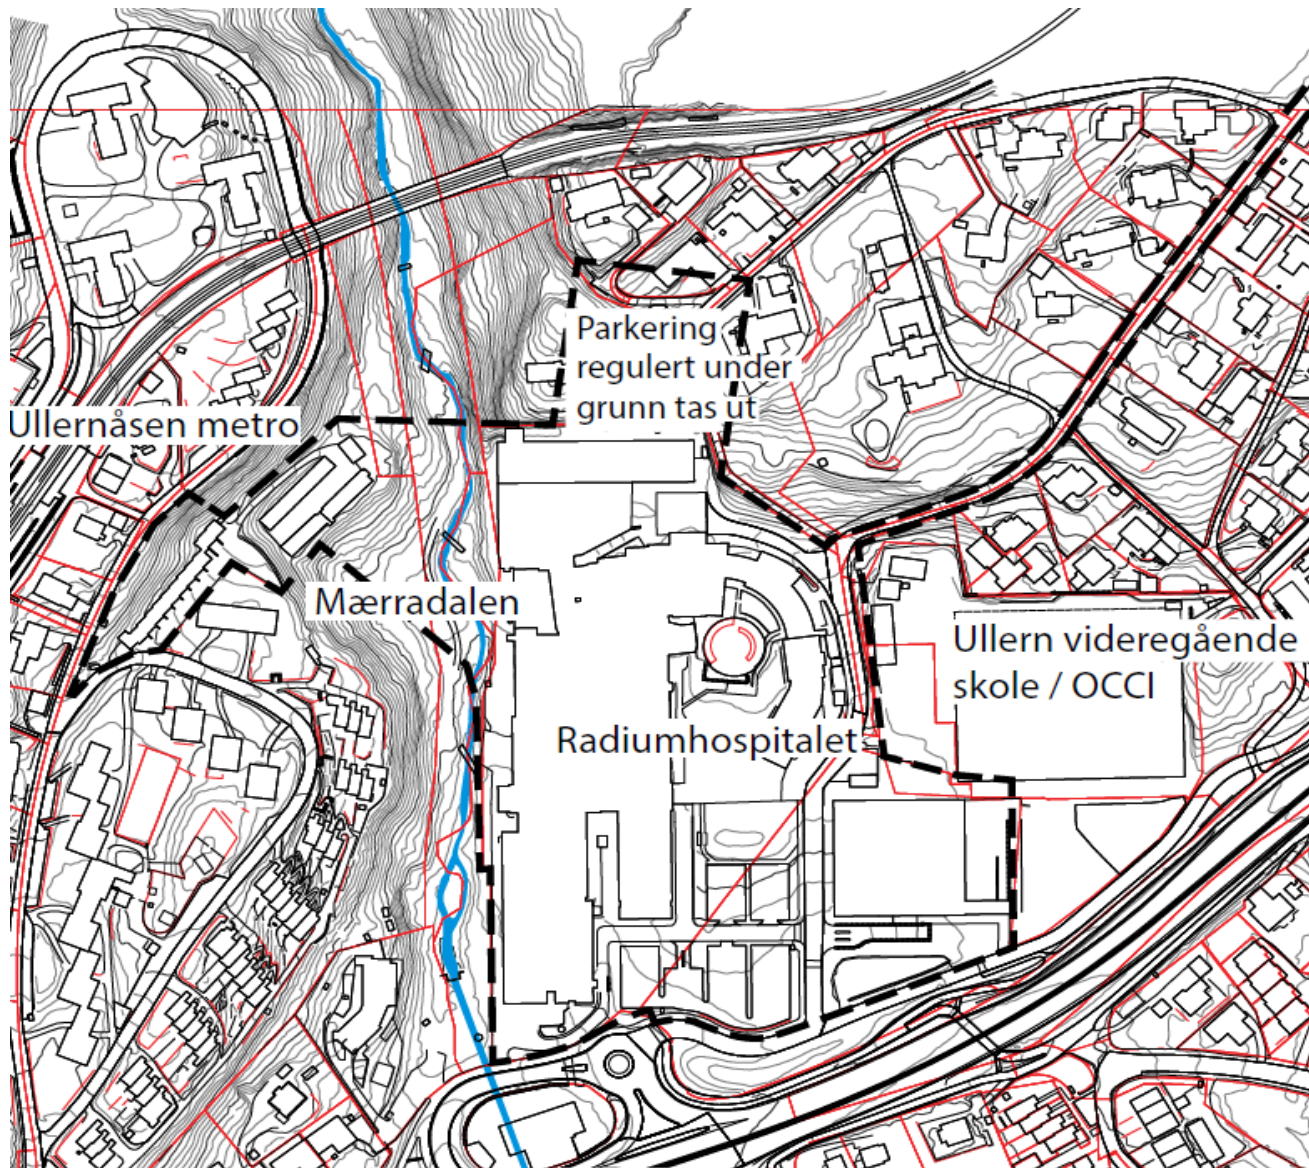 Parkering
regulert under
grunn tas ut
Ullernåsen metro
Mærradalen
Ullern videregående
skole / OCCI
Radiumhospitalet